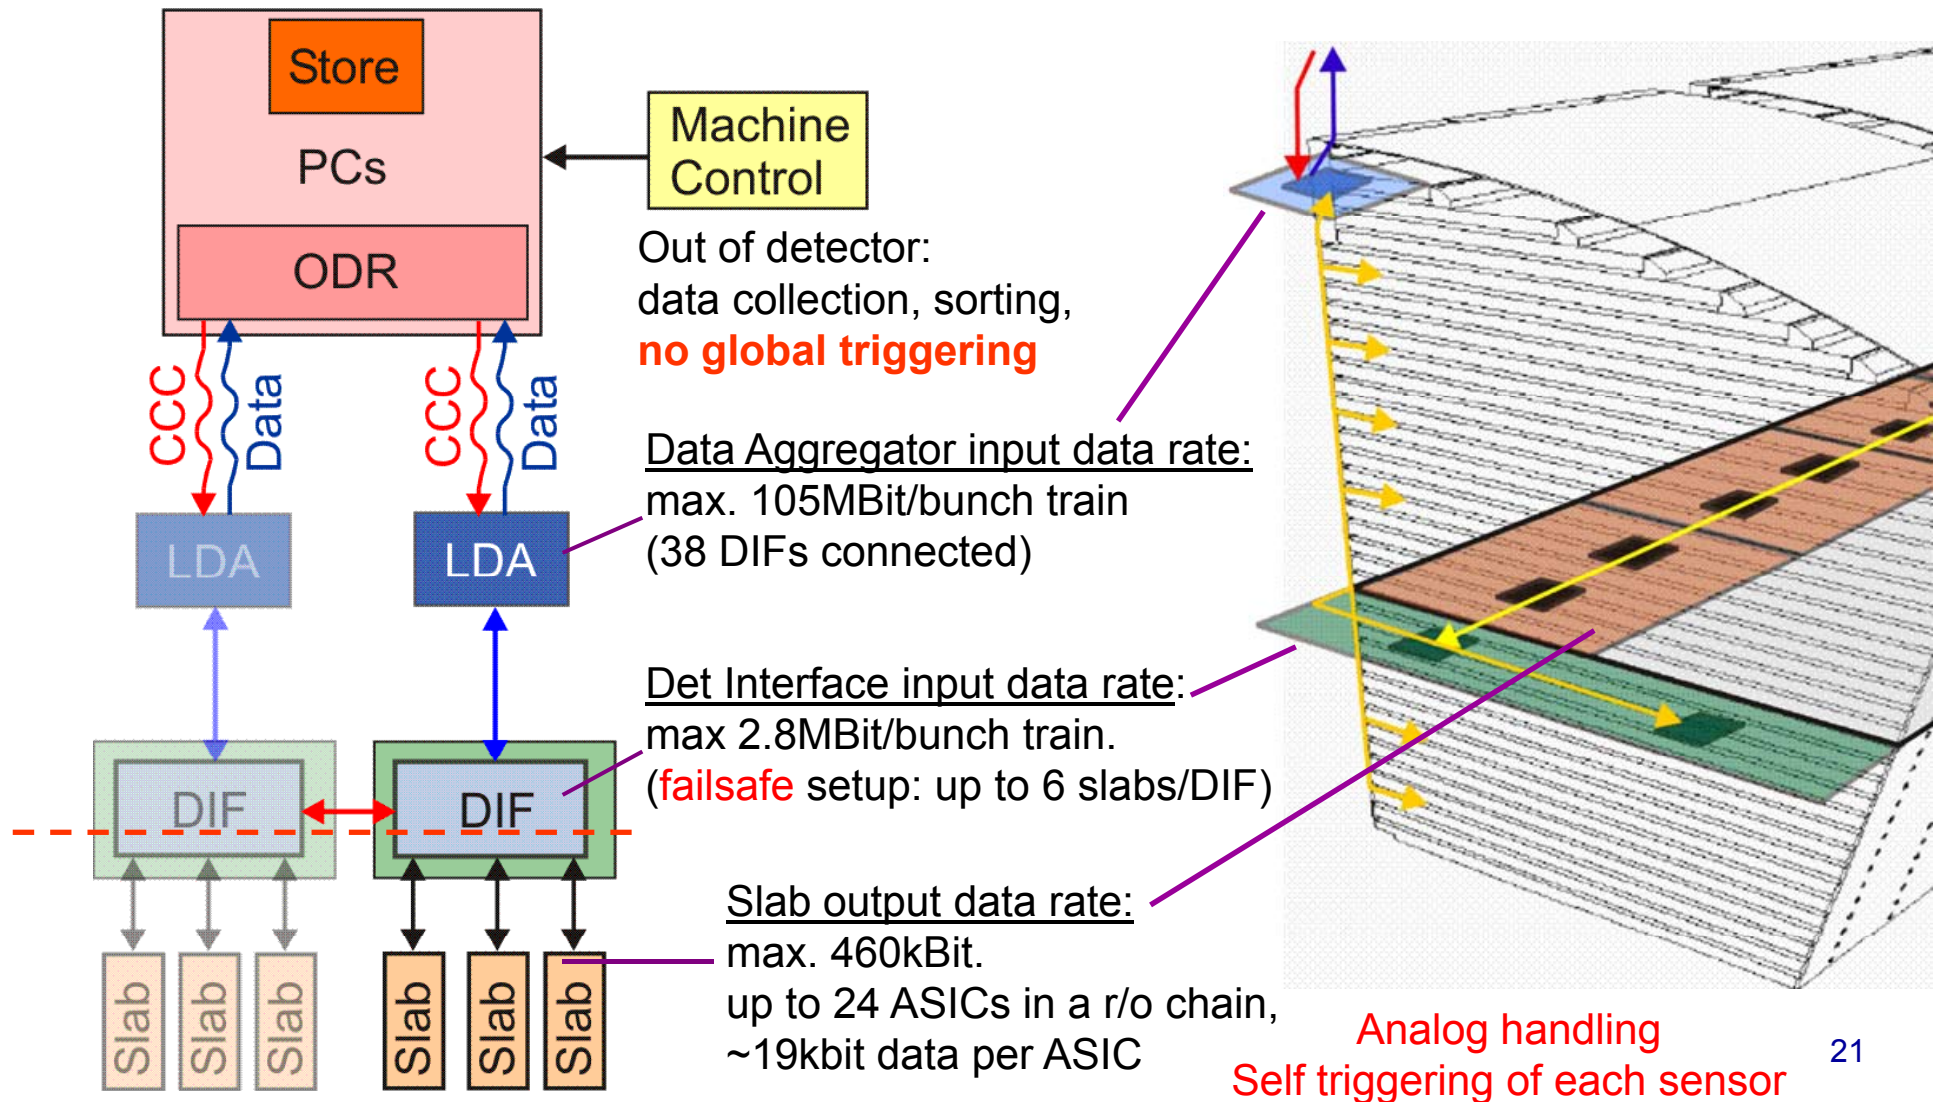 Store
PCs
ODR
Machine
Control
Out of detector:
data collection, sorting,
no global triggering
CCC
Data
CCC
Data
Data Aggregator input data rate:
max. 105MBit/bunch train
(38 DIFs connected)
LDA
LDA
Det Interface input data rate:
max 2.8MBit/bunch train.
(failsafe setup: up to 6 slabs/DIF)
DIF
DIF
Slab output data rate:
max. 460kBit.
up to 24 ASICs in a r/o chain,
~19kbit data per ASIC
Slab
Slab
Slab
Slab
Slab
Slab
Analog handling
Self triggering of each sensor
21